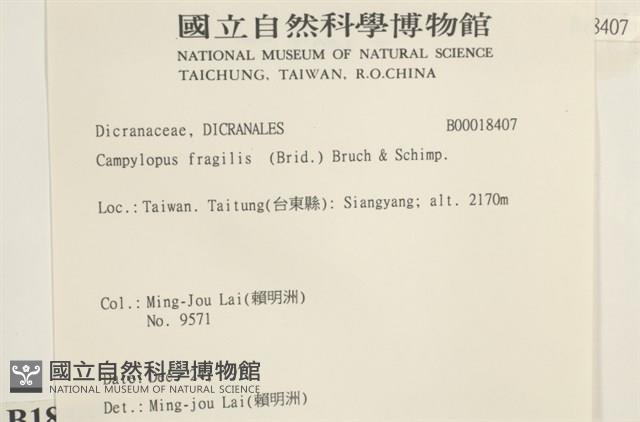 國立自然科學博物館
NATIONAL MUSEUM OF NATURAL SCIENCE
TAICHUNG, TAIWAN, R.O.CHINA
8407
Dicranaceae, DICRANALES B00018407
Campylopus fragilis (Brid.) Bruch & Schimp.
Loc.: Taiwan. Taitung(台東縣): Siangyang; alt. 2170m
Col.: Ming-Jou Lai(賴明洲)
No. 9571
國立自然科學博物館
Date: Dec.
NATIONAL MUSEUM OF NATURAL SCIENCE
Det.: Ming-jou Lai(賴明洲)
B18